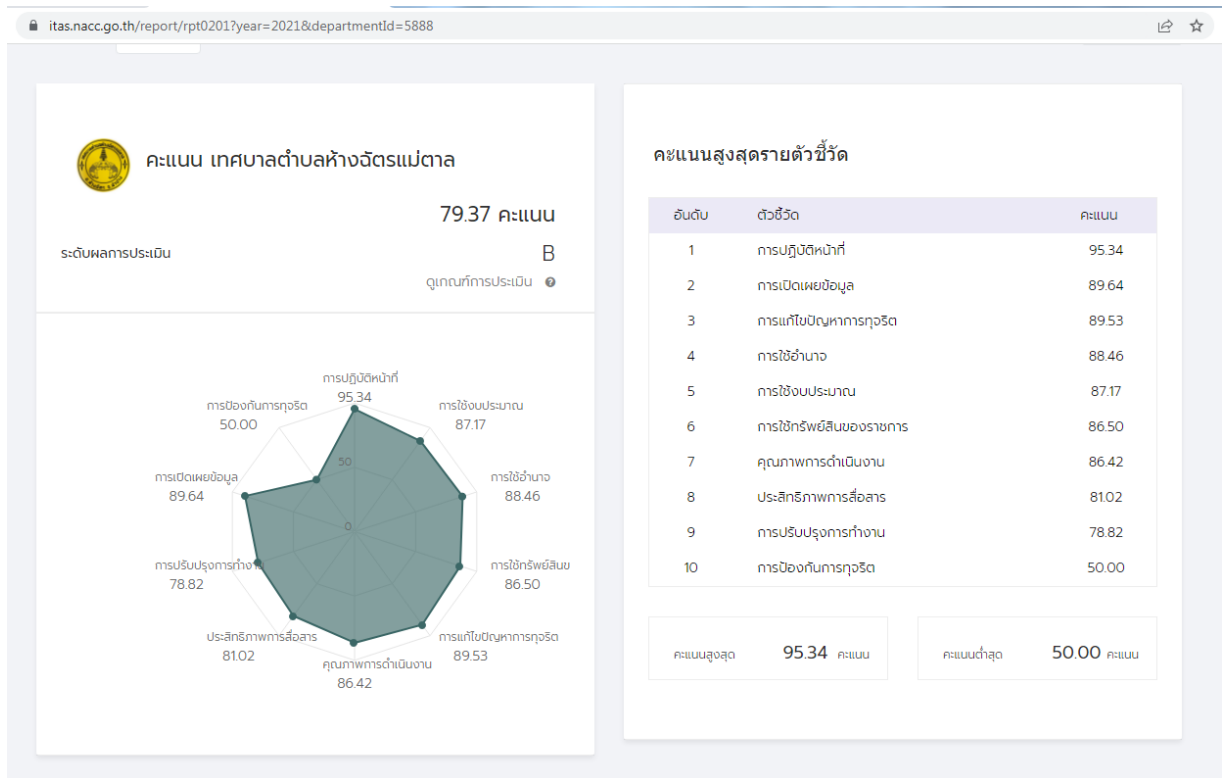 itas.nacc.go.th/report/rpt0201?year=2021&departmentId=5888
คะแนน เทศบาลตำบลห้างฉัตรแม่ตาล
79.37 คะแนน
ระดับผลการประเมิน B
ดูเกณฑ์การประเมิน
การปฏิบัติหน้าที่
95.34
การป้องกันการทุจริต
50.00
การใช้งบประมาณ
87.17
การเปิดเผยข้อมูล
89.64
50
การใช้อำนาจ
88.46
0
การปรับปรุงการทำงาน
78.82
การใช้ทรัพย์สินข
86.50
ประสิทธิภาพการสื่อสาร
81.02
การแก้ไขปัญหาการทุจริต
89.53
คุณภาพการดำเนินงาน
86.42
คะแนนสูงสุดรายตัวชี้วัด
อันดับ ตัวชี้วัด คะแนน
1 การปฏิบัติหน้าที่ 95.34
2 การเปิดเผยข้อมูล 89.64
3 การแก้ไขปัญหาการทุจริต 89.53
4 การใช้อำนาจ 88.46
5 การใช้งบประมาณ 87.17
6 การใช้ทรัพย์สินของราชการ 86.50
7 คุณภาพการดำเนินงาน 86.42
8 ประสิทธิภาพการสื่อสาร 81.02
9 การปรับปรุงการทำงาน 78.82
10 การป้องกันการทุจริต 50.00
คะแนนสูงสุด 95.34 คะแนน
คะแนนต่ำสุด 50.00 คะแนน